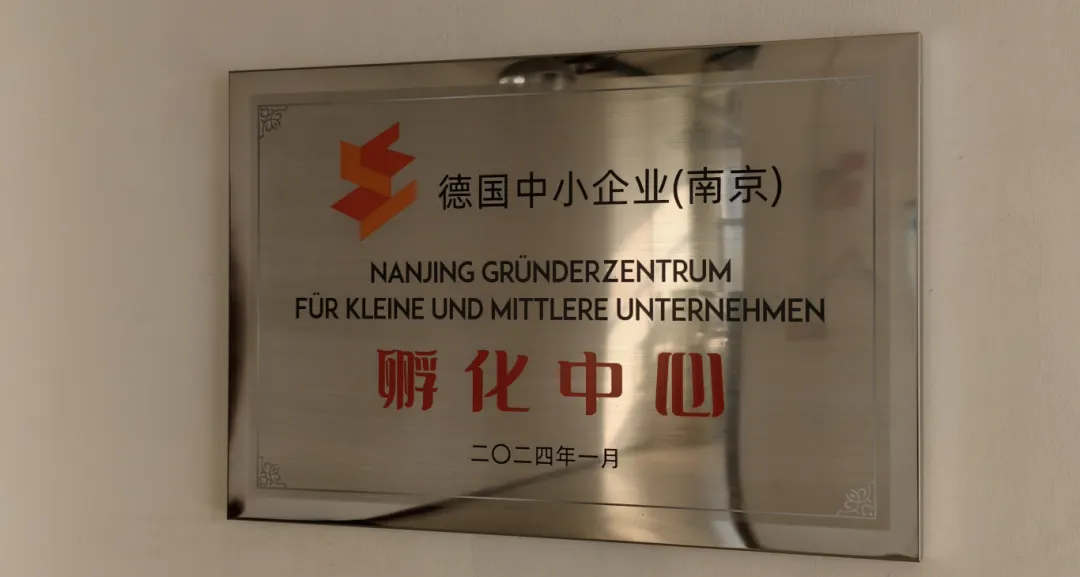 德国中小企业(南京)
NANJING GRÜNDERZENTRUM
FÜR KLEINE UND MITTLERE UNTERNEHMEN
孵化中心
二〇二四年一月